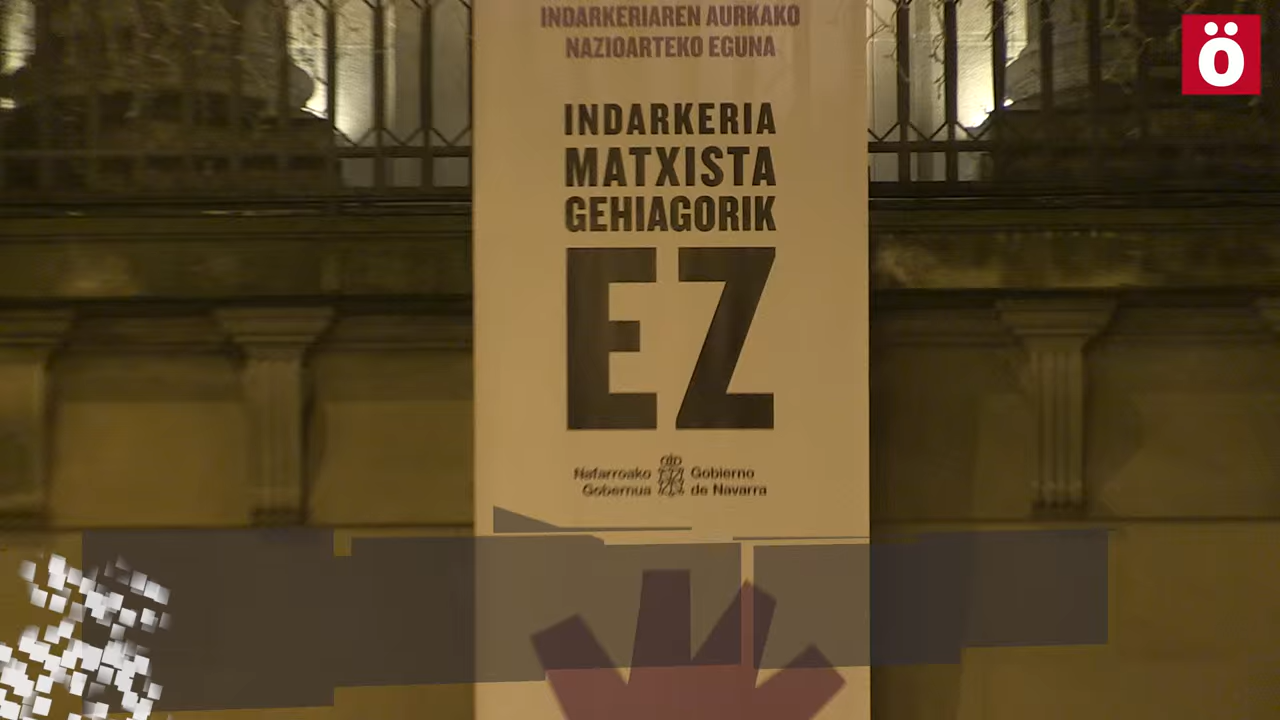 INDARKERIAREN AURKAKO
NAZIOARTEKO EGUNA
INDARKERIA
MATXISTA
GEHIAGORIK
EZ
Nafarroako Gobernua
Gobierno de Navarra
ö